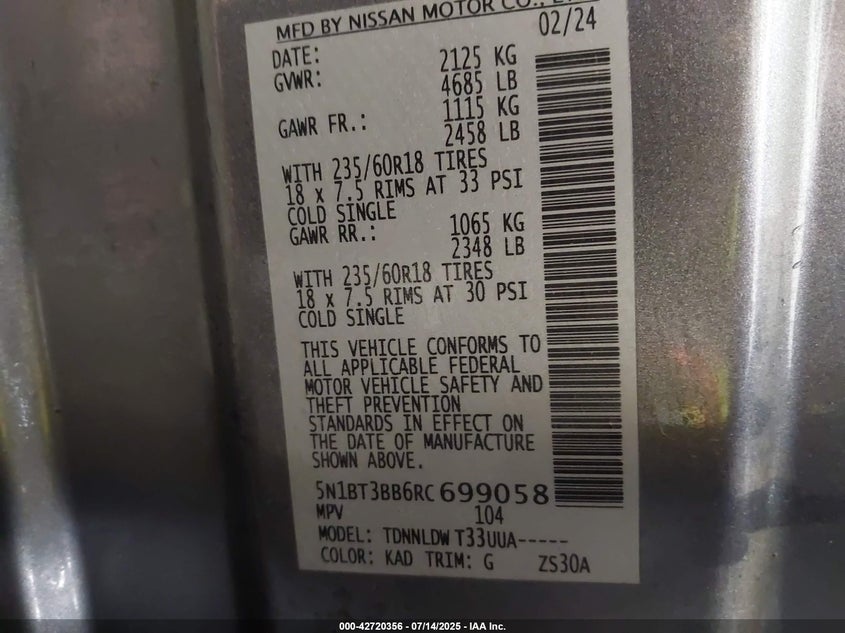 MFD BY NISSAN MOTOR CO.,
DATE: 02/24
GVWR: 2125 KG
4685 LB
GAWR FR.: 1115 KG
2458 LB
WITH 235/60R18 TIRES
18 x 7.5 RIMS AT 33 PSI
COLD SINGLE
GAWR RR.: 1065 KG
2348 LB
WITH 235/60R18 TIRES
18 x 7.5 RIMS AT 30 PSI
COLD SINGLE
THIS VEHICLE CONFORMS TO
ALL APPLICABLE FEDERAL
MOTOR VEHICLE SAFETY AND
THEFT PREVENTION
STANDARDS IN EFFECT ON
THE DATE OF MANUFACTURE
SHOWN ABOVE.
5N1BT3BB6RC699058
MPV 104
MODEL: TDNNLDW T33UUA-----
COLOR: KAD TRIM: G ZS30A
000-42720356 - 07/14/2025 - IAA Inc.